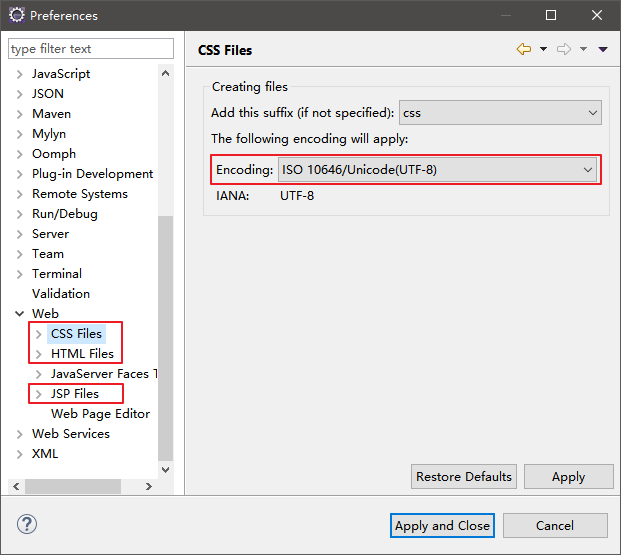 Preferences
type filter text
JavaScript
JSON
Maven
Mylyn
Oomph
Plug-in Development
Remote Systems
Run/Debug
Server
Team
Terminal
Validation
Web
CSS Files
HTML Files
JavaServer Faces T
JSP Files
Web Page Editor
Web Services
XML
CSS Files
Creating files
Add this suffix (if not specified): css
The following encoding will apply:
Encoding: ISO 10646/Unicode(UTF-8)
IANA: UTF-8
Restore Defaults Apply
? Apply and Close Cancel